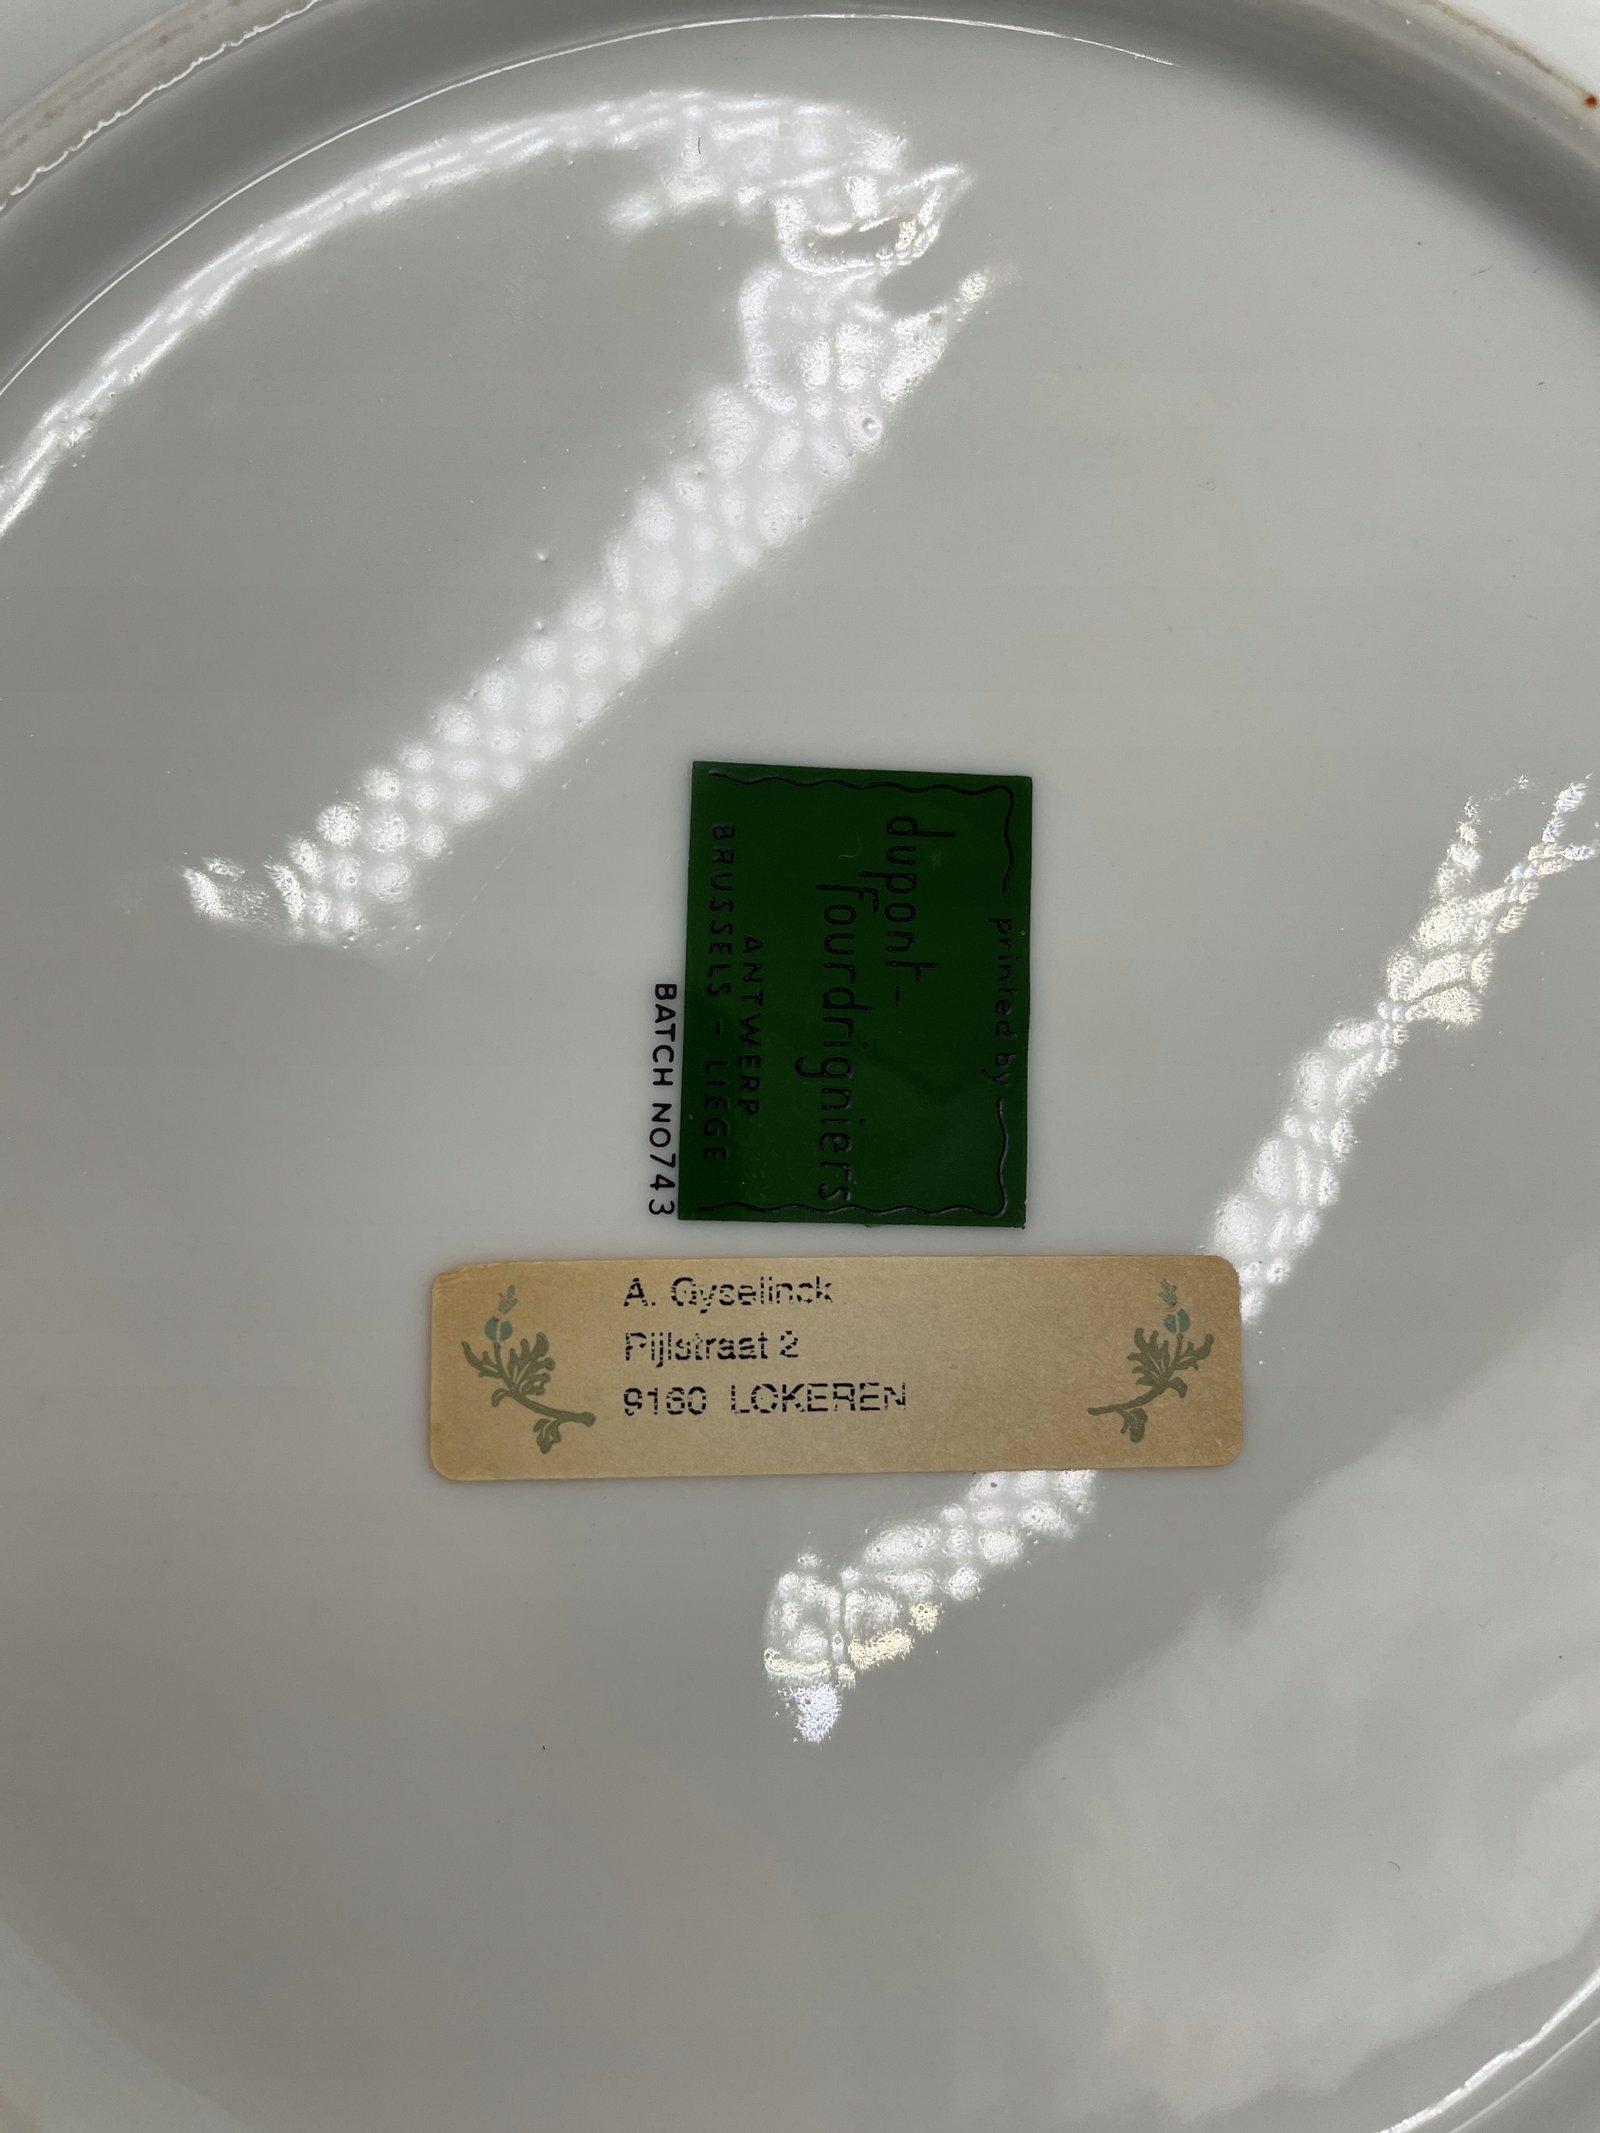 printed by
dupont-
Fourdrigniers
ANTWERP
BRUSSELS - LIEGE
BATCH NO743
A. Gyselinck
Pijlstraat 2
9160 LOKEREN